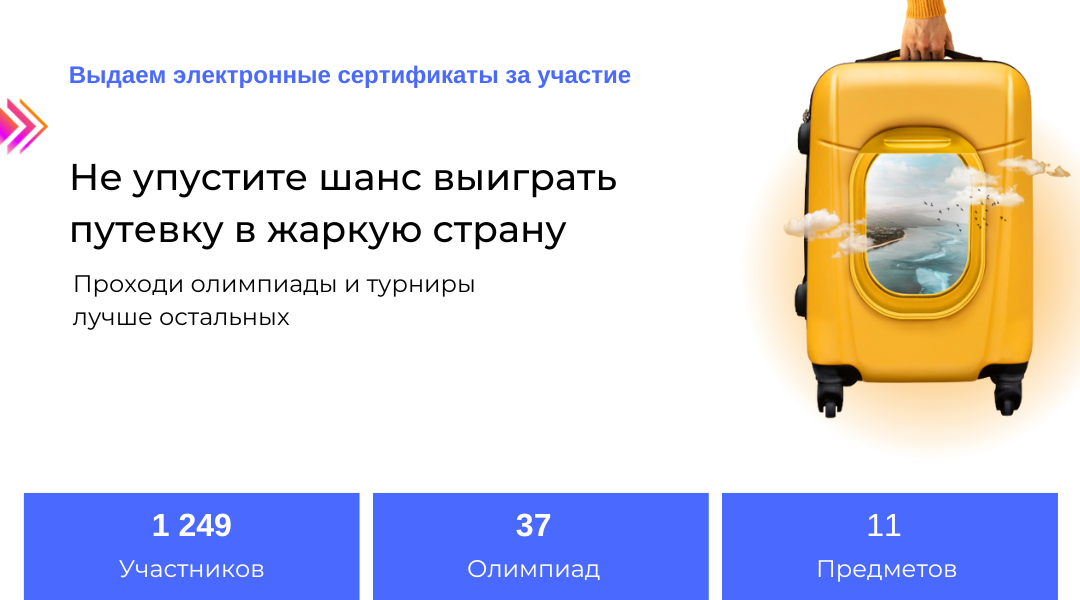 Выдаем электронные сертификаты за участие
Не упустите шанс выиграть
путевку в жаркую страну
Проходи олимпиады и турниры
лучше остальных
1 249
Участников
37
Олимпиад
11
Предметов